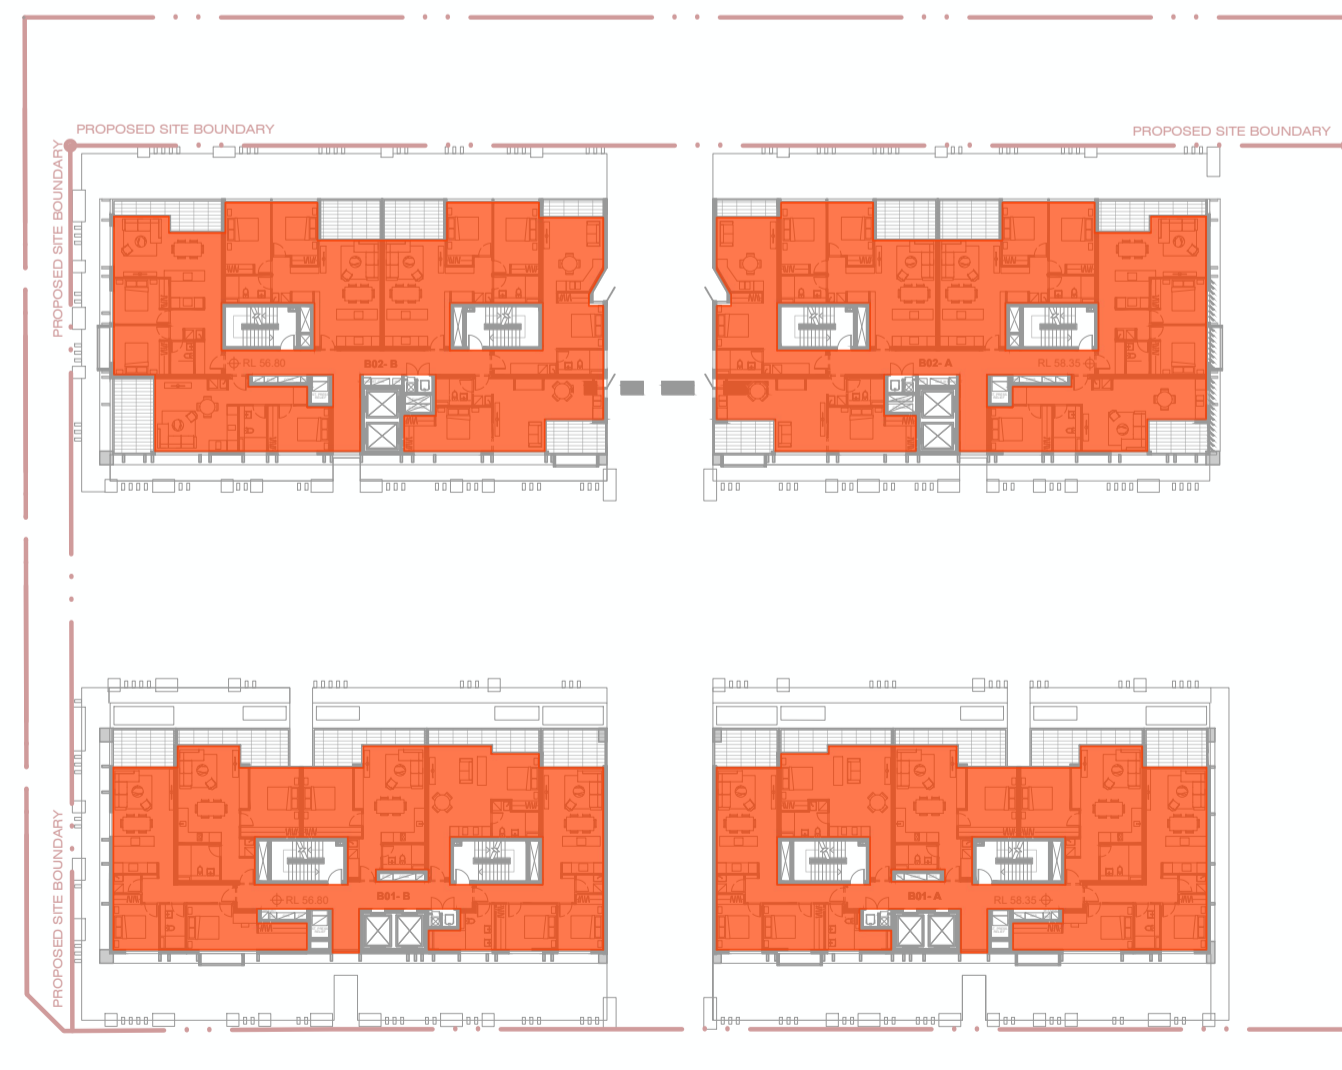 PROPOSED SITE BOUNDARY
PROPOSED SITE BOUNDARY
PROPOSED SITE BOUNDARY
RL 56.80
B02- B
B02- A
RL 58.35
PROPOSED SITE BOUNDARY
RL 56.80
B01- B
B01- A
RL 58.35